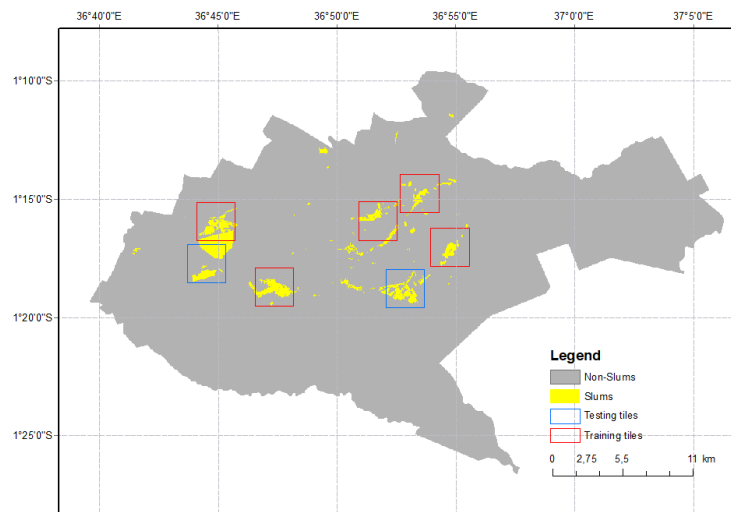 36°40'0"E 36°45'0"E 36°50'0"E 36°55'0"E 37°0'0"E 37°5'0"E
1°10'0"S
1°15'0"S
1°20'0"S
1°25'0"S
Legend
Non-Slums
Slums
Testing tiles
Training tiles
0 2,75 5,5 11 km